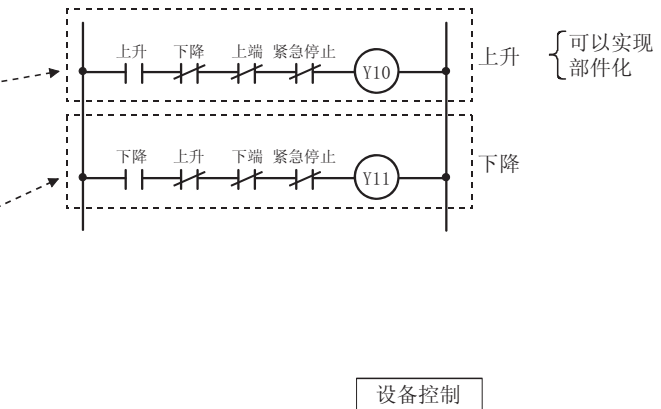 上升 下降 上端 紧急停止
Y10
上升
可以实现
部件化
下降 上升 下端 紧急停止
Y11
下降
设备控制